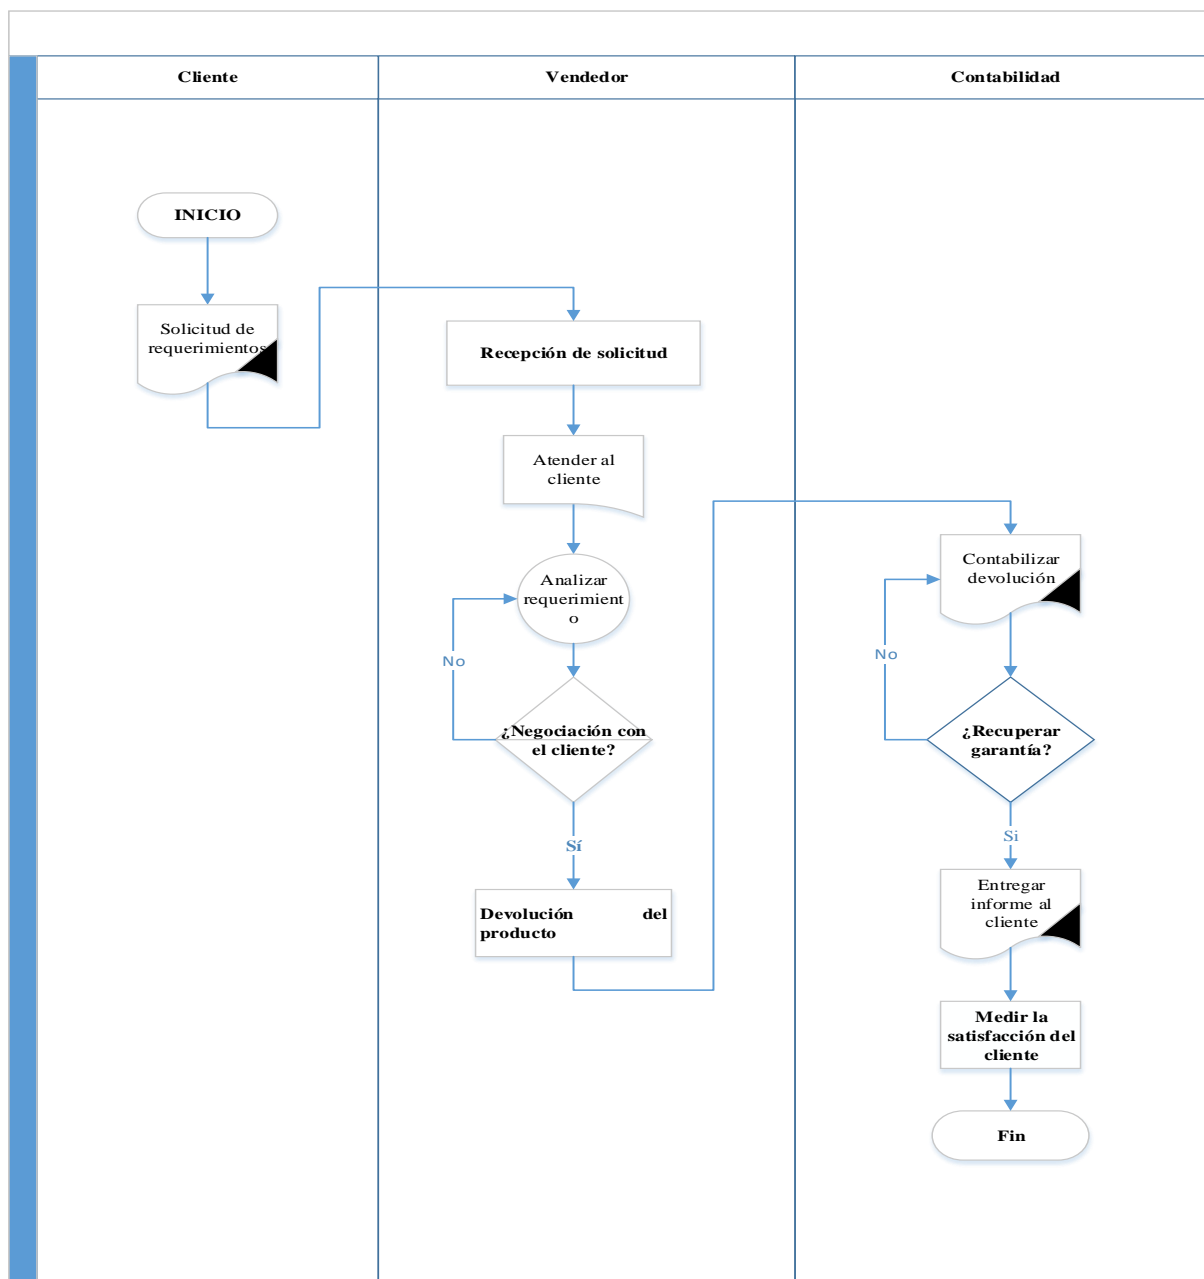 Cliente
Vendedor
Contabilidad
INICIO
Solicitud de
requerimientos
Recepción de solicitud
Atender al
cliente
Analizar
requerimient
o
No
¿Negociación con
el cliente?
Sí
Devolución del
producto
Contabilizar
devolución
No
¿Recuperar
garantía?
Si
Entregar
informe al
cliente
Medir la
satisfacción del
cliente
Fin